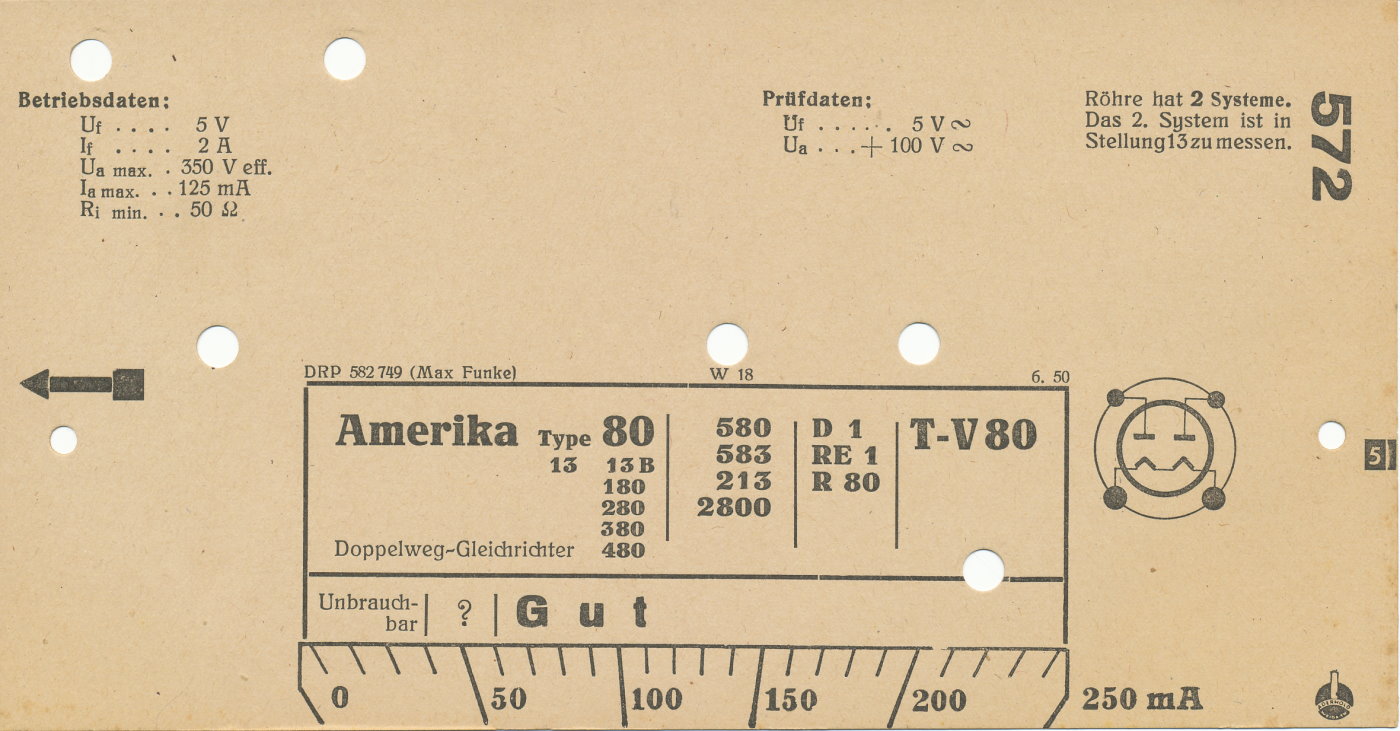 Betriebsdaten:
Uf . . . . 5 V
If . . . . 2 A
Ua max. . 350 V eff.
Ia max. . . 125 mA
Ri min. . . 50 Ω
Prüfdaten:
Uf . . . . . . 5 V ~
Ua . . . + 100 V ~
Röhre hat 2 Systeme.
Das 2. System ist in
Stellung 13 zu messen.
572
DRP 582 749 (Max Funke)
W 18
6. 50
Amerika Type 80
13 13 B
180
280
380
Doppelweg-Gleichrichter 480
580
583
213
2800
D 1
RE 1
R 80
T-V 80
5
Unbrauch-
bar
?
Gut
0 50 100 150 200 250 mA